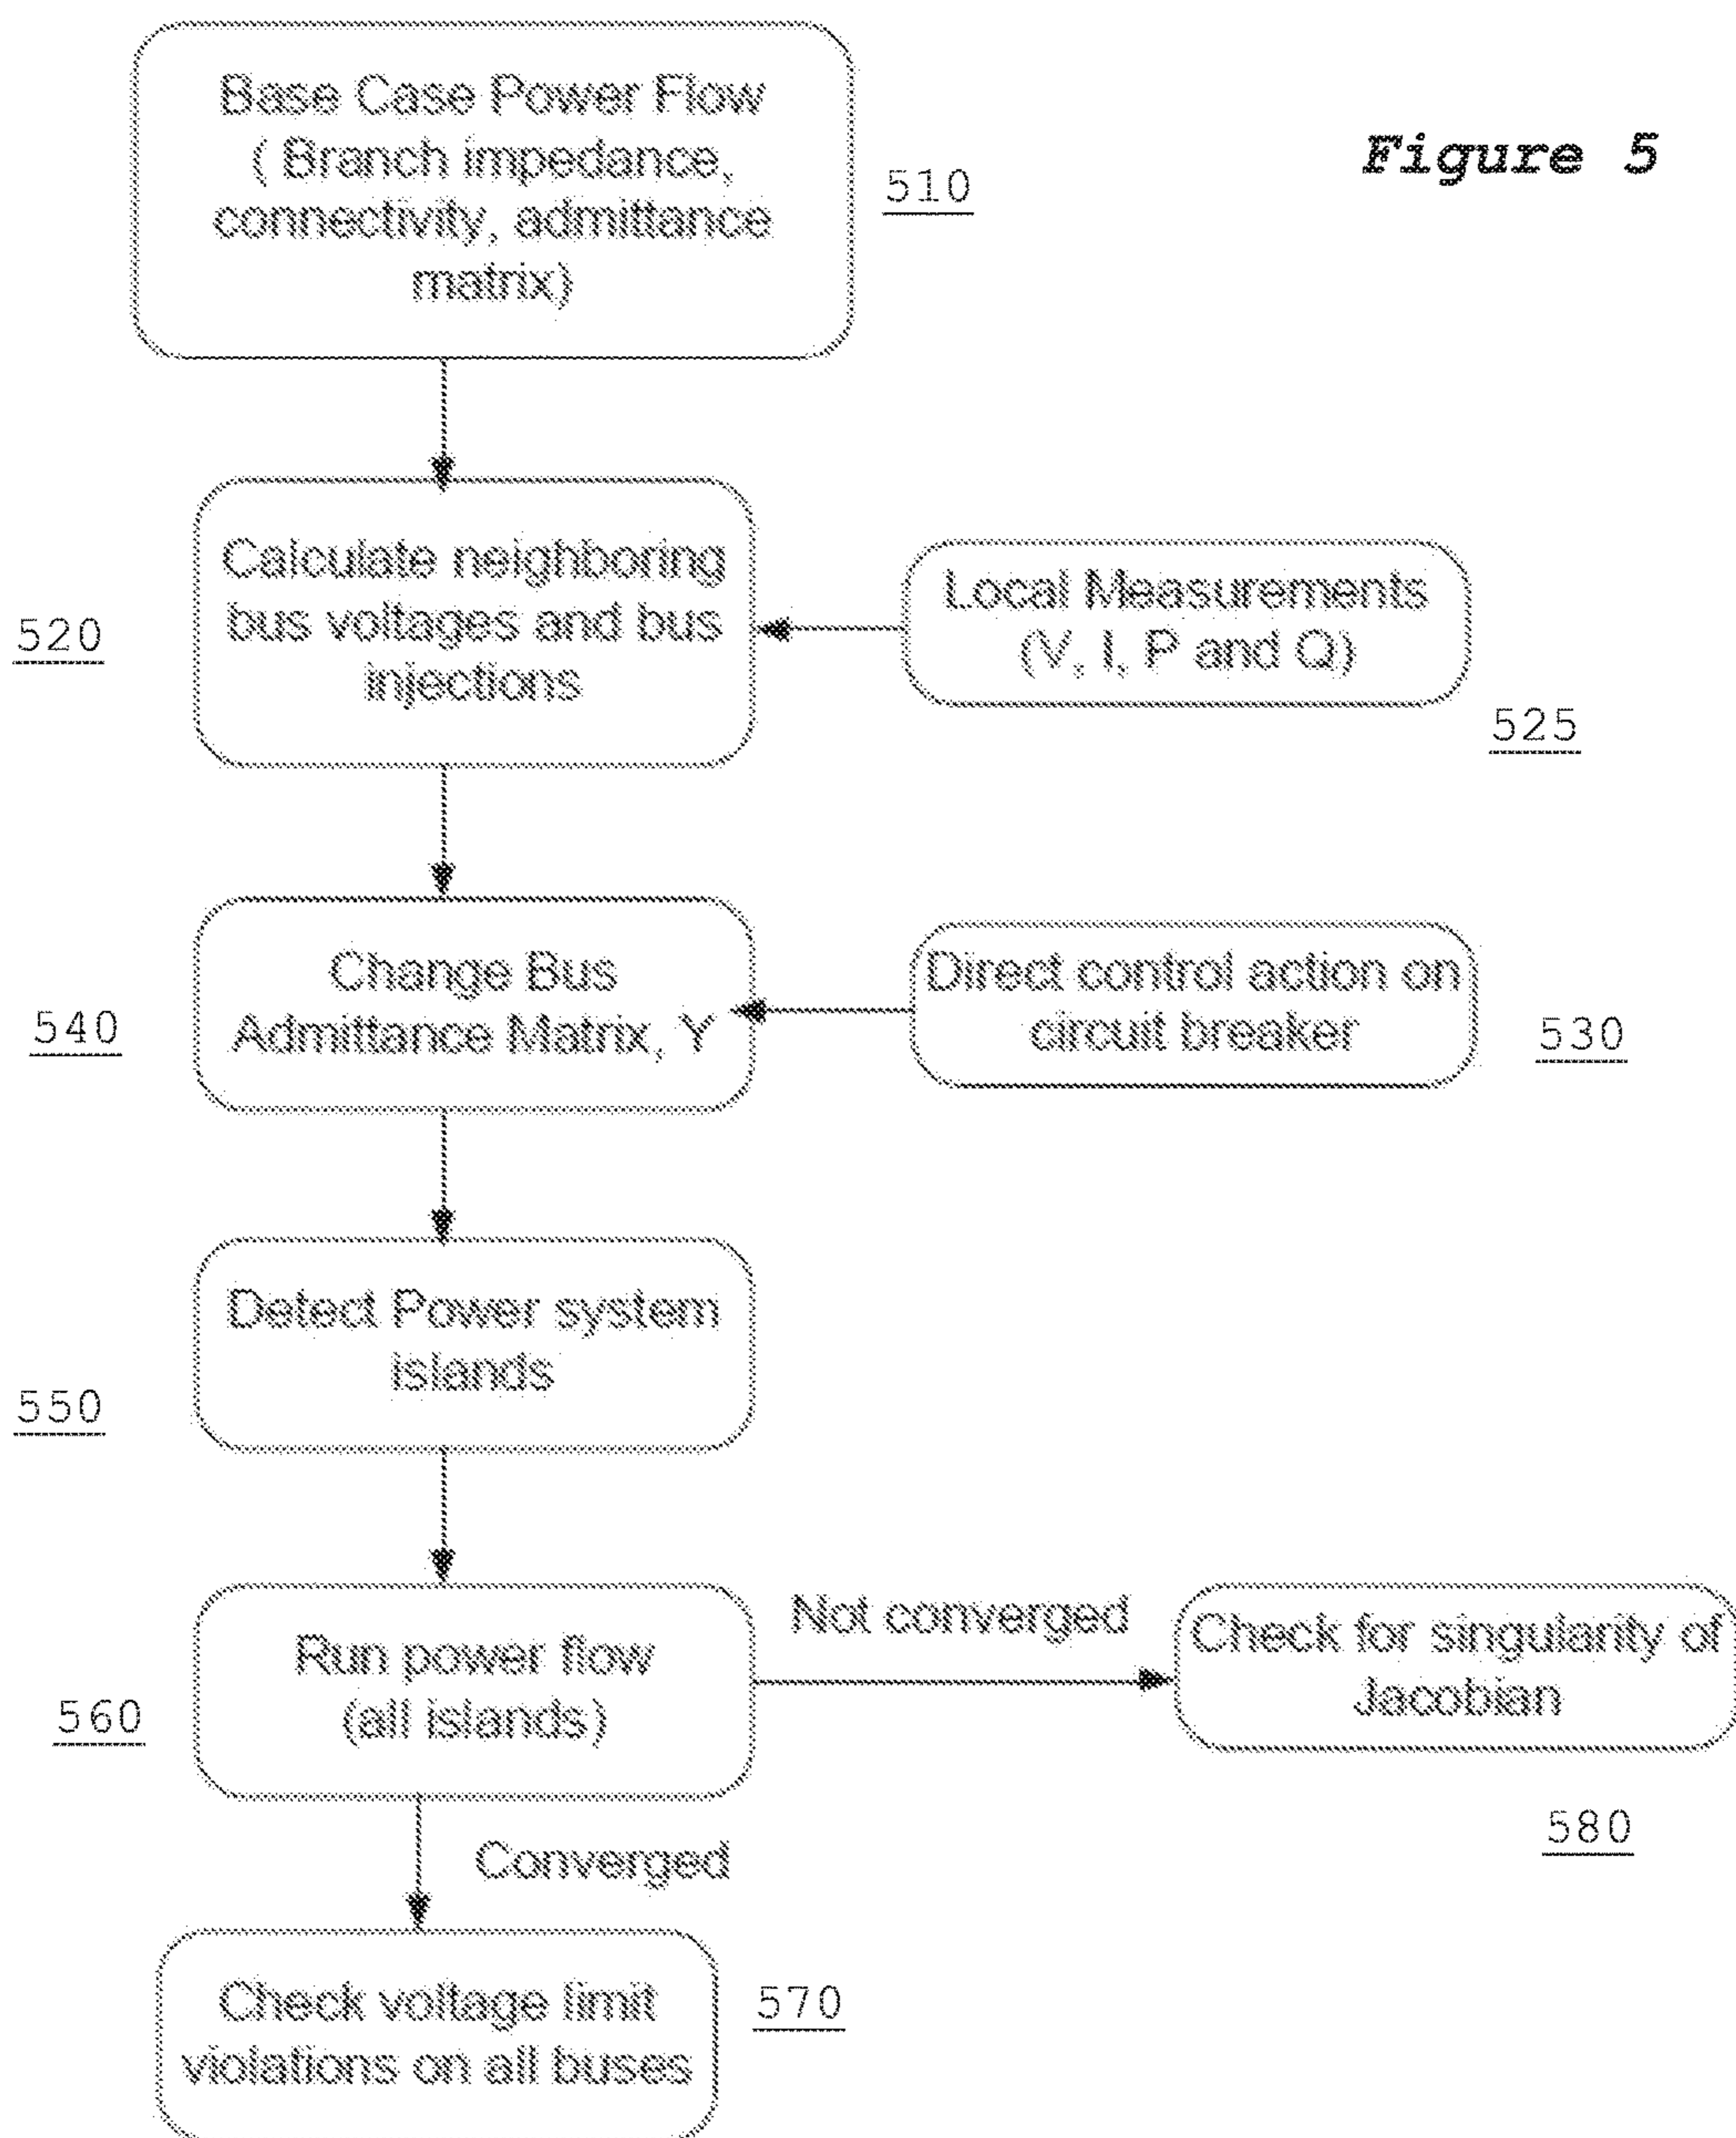 Figure 5
Base Case Power Flow
( Branch impedance,
connectivity, admittance
matrix)
510
Calculate neighboring
bus voltages and bus
injections
520
Local Measurements
(V, I, P and Q)
525
Change Bus
Admittance Matrix, Y
540
Direct control action on
circuit breaker
530
Detect Power system
islands
550
Run power flow
(all islands)
560
Not converged
Check for singularity of
Jacobian
580
Converged
Check voltage limit
violations on all buses
570